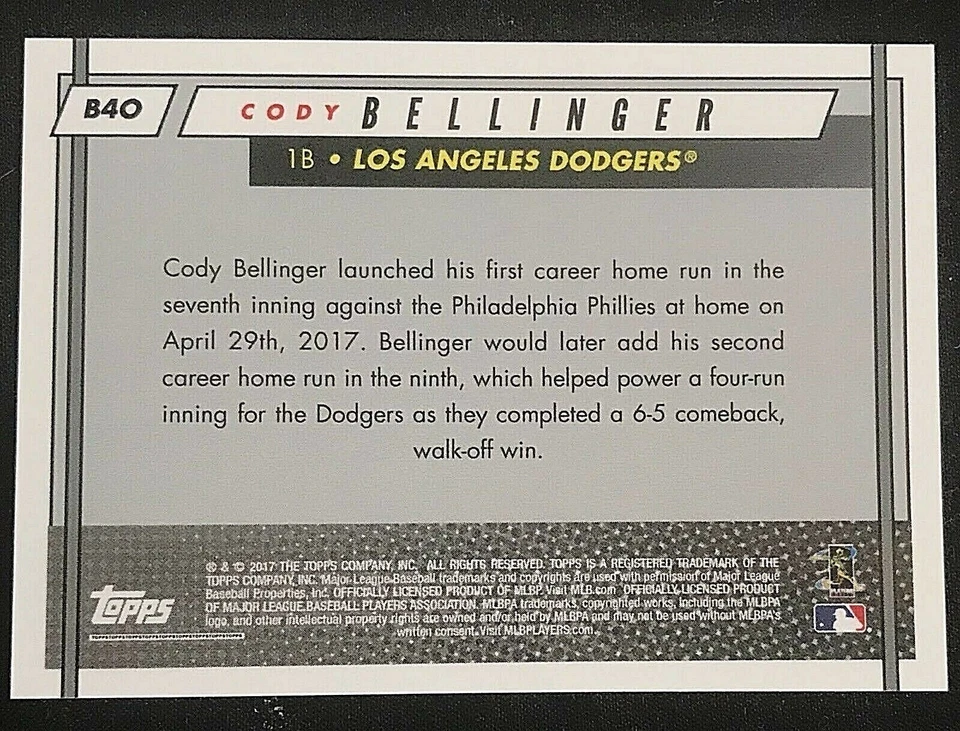 B40
CODY BELLINGER
1B • LOS ANGELES DODGERS®
Cody Bellinger launched his first career home run in the
seventh inning against the Philadelphia Phillies at home on
April 29th, 2017. Bellinger would later add his second
career home run in the ninth, which helped power a four-run
inning for the Dodgers as they completed a 6-5 comeback,
walk-off win.
® & © 2017 THE TOPPS COMPANY, INC. ALL RIGHTS RESERVED. TOPPS IS A REGISTERED TRADEMARK OF THE
TOPPS COMPANY, INC. Major League Baseball trademarks and copyrights are used with permission of Major League
Baseball Properties, Inc. OFFICIALLY LICENSED PRODUCT OF MLBP. Visit MLB.com OFFICIALLY LICENSED PRODUCT
OF MAJOR LEAGUE BASEBALL PLAYERS ASSOCIATION. MLBPA trademarks, copyrighted works, including the MLBPA
logo, and other intellectual property rights are owned and/or held by MLBPA and may not be used without MLBPA's
written consent. Visit MLBPLAYERS.com.
topps